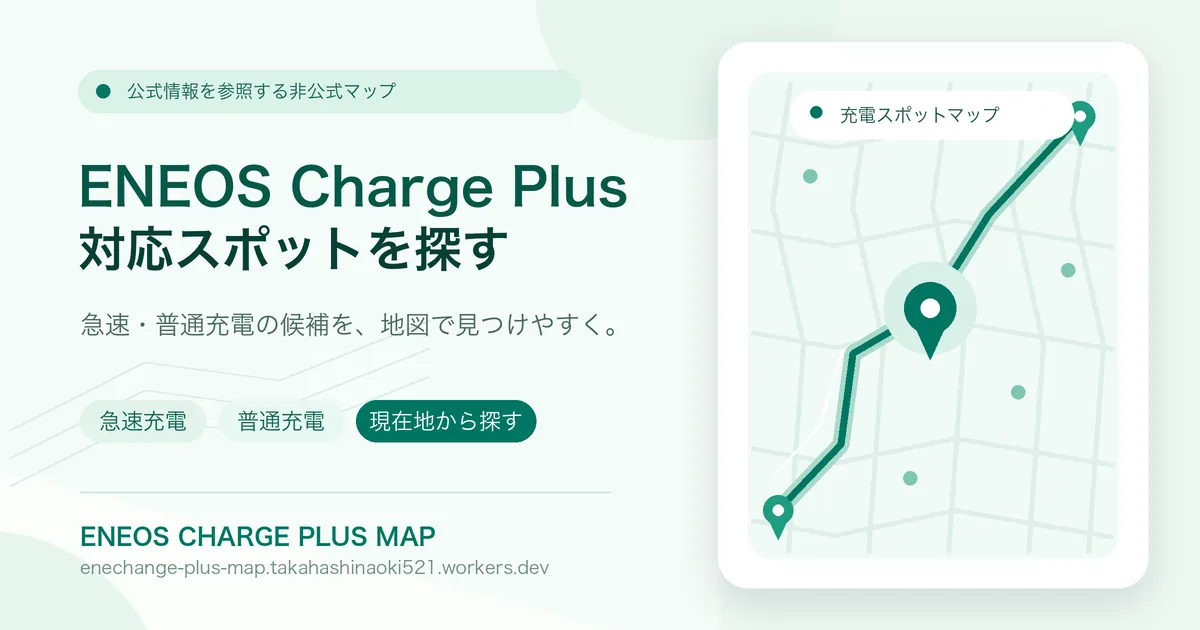 公式情報を参照する非公式マップ
ENEOS Charge Plus
対応スポットを探す
急速・普通充電の候補を、地図で見つけやすく。
急速充電
普通充電
現在地から探す
ENEOS CHARGE PLUS MAP
enechange-plus-map.takahashinaoki521.workers.dev
充電スポットマップ